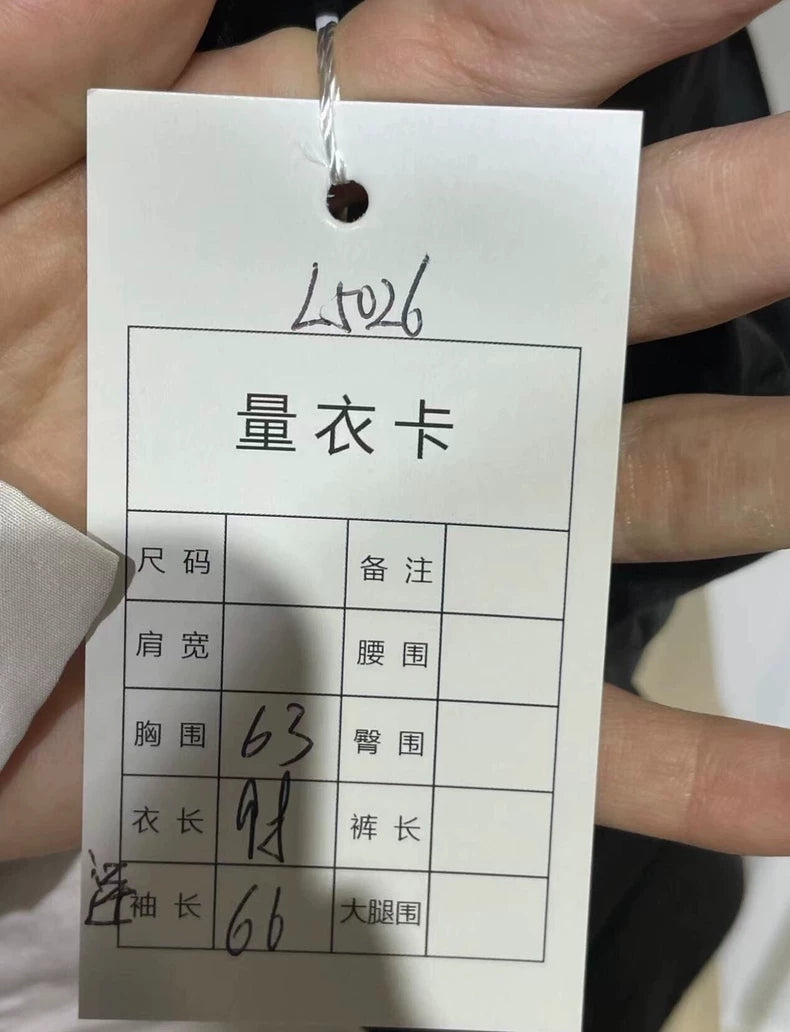 L5026
量衣卡
尺码 备注
肩宽 腰围
胸围 63 臀围
衣长 裤长
连袖长 66 大腿围